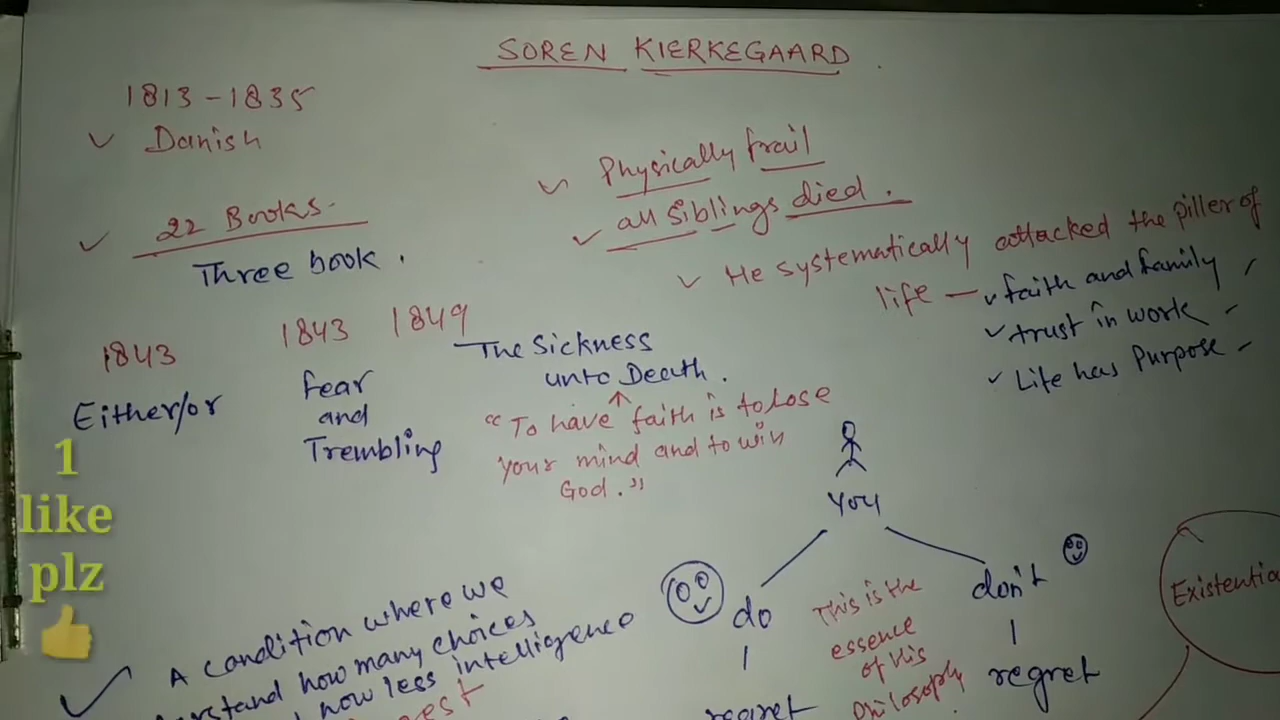 SOREN KIERKEGAARD
1813-1835
Danish
22 Books.
Three book.
Physically frail
all siblings died.
He systematically attacked the piller of
life — faith and family
trust in work
Life has Purpose
1843
Either/or
1843
Fear
and
Trembling
1849
The Sickness
unto Death.
"To have faith is to lose
your mind and to win
God."
you
do
don't
regret
regret
This is the
essence
of his
Philosophy
Existentia
A condition where we
how many choices
how less intelligence
1
like
plz